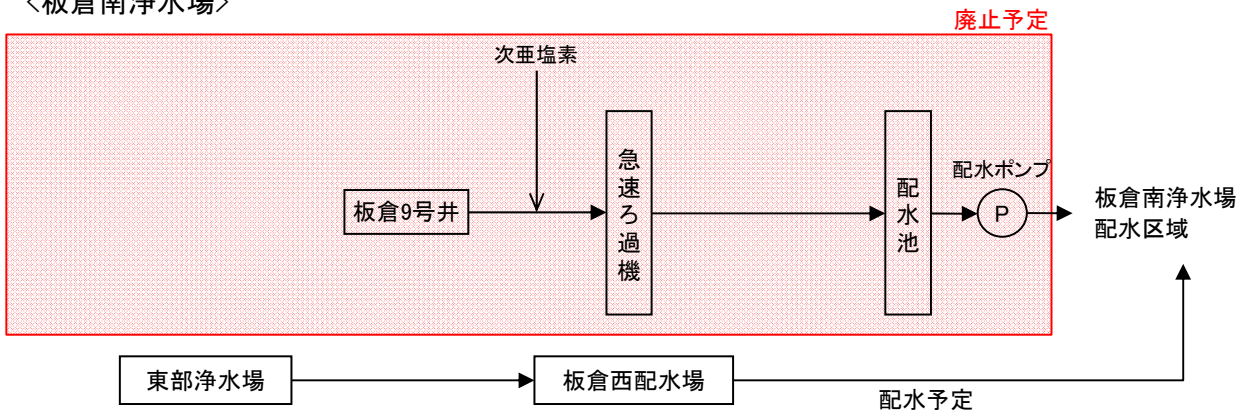 <板倉南浄水場>
廃止予定
次亜塩素
板倉9号井
急速ろ過機
配水池
配水ポンプ
P
板倉南浄水場
配水区域
東部浄水場
板倉西配水場
配水予定